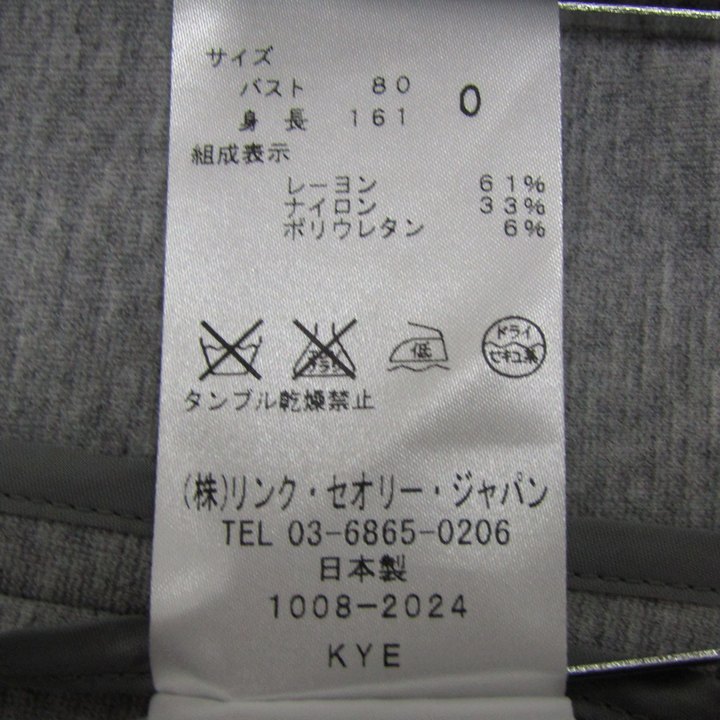 サイズ
バスト 80 0
身長 161
組成表示
レーヨン 61%
ナイロン 33%
ポリウレタン 6%
低 ドライ
セキユ系
タンブル乾燥禁止
(株)リンク・セオリー・ジャパン
TEL 03-6865-0206
日本製
1008-2024
KYE